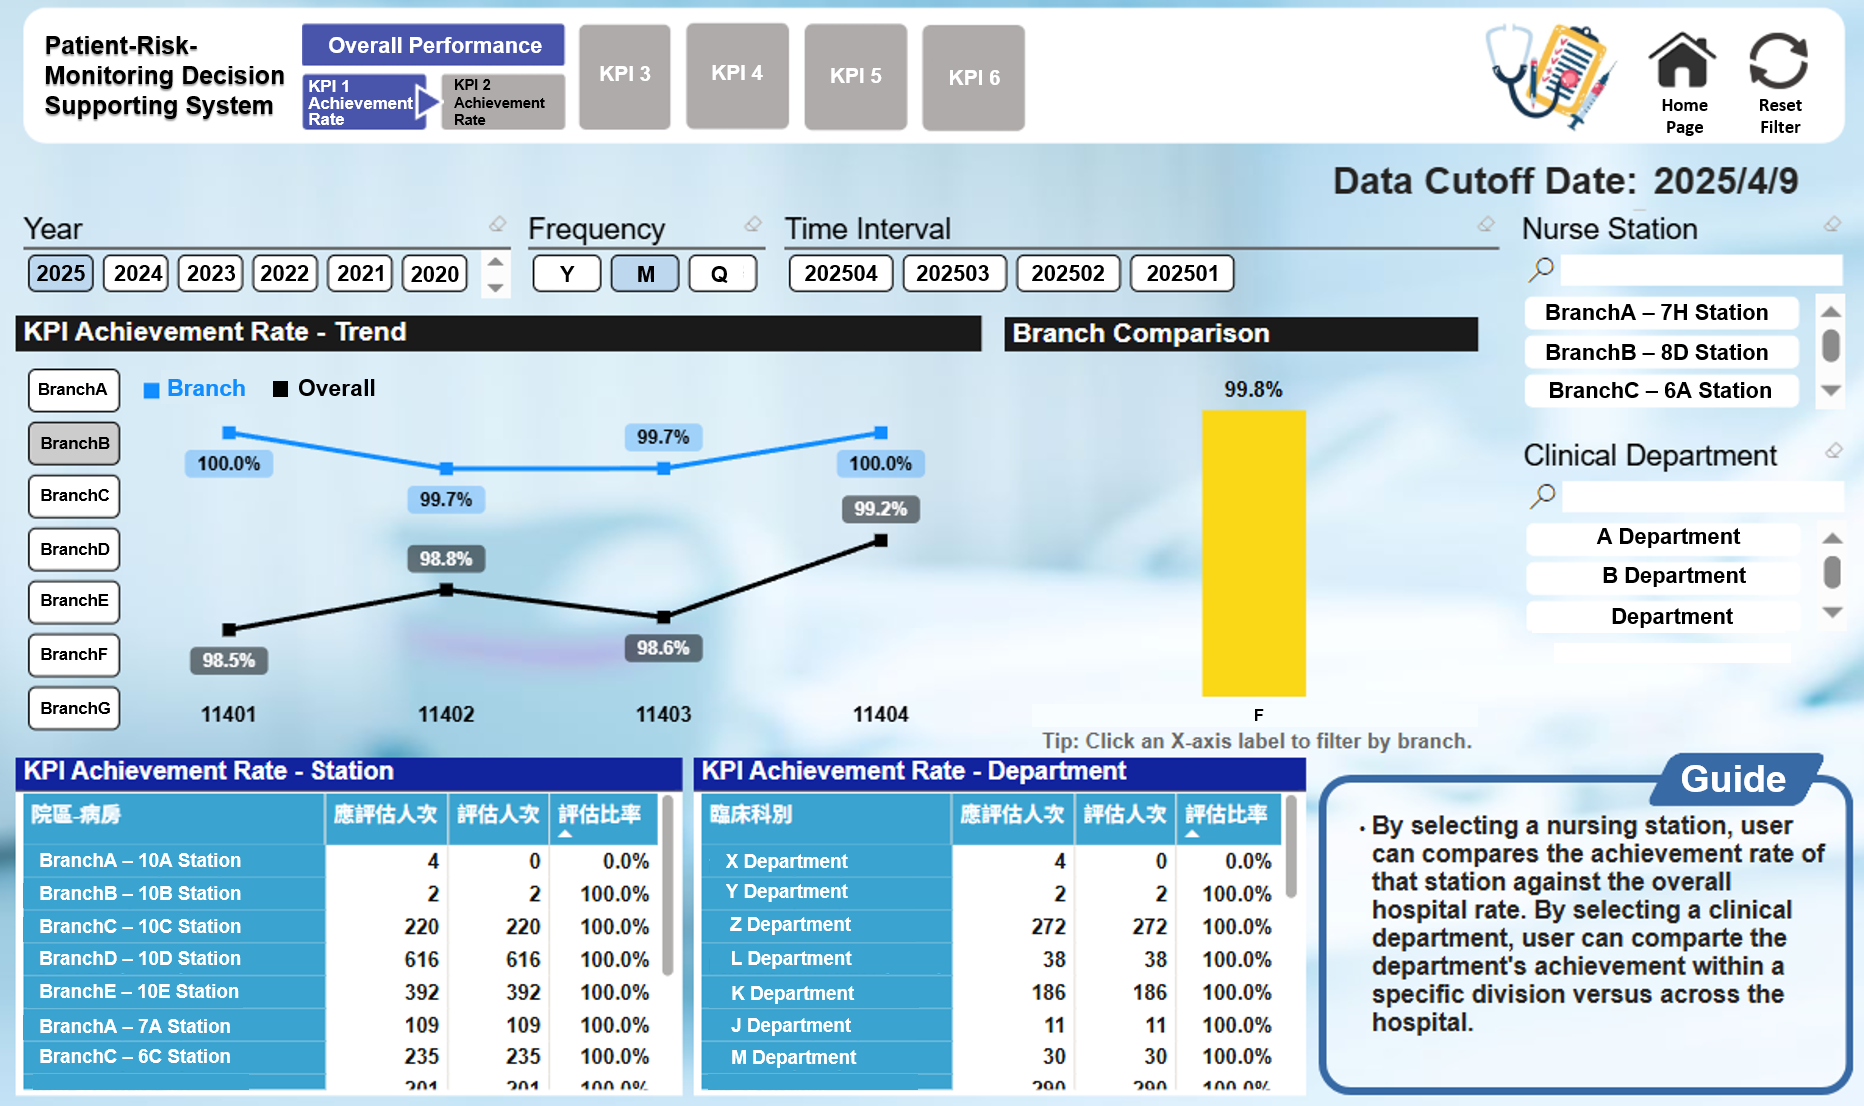 Patient-Risk-
Monitoring Decision
Supporting System
Overall Performance
KPI 1
Achievement
Rate
KPI 2
Achievement
Rate
KPI 3
KPI 4
KPI 5
KPI 6
Home
Page
Reset
Filter
Data Cutoff Date: 2025/4/9
Year
2025
2024
2023
2022
2021
2020
Frequency
Y
M
Q
Time Interval
202504
202503
202502
202501
Nurse Station
BranchA – 7H Station
BranchB – 8D Station
BranchC – 6A Station
Clinical Department
A Department
B Department
Department
KPI Achievement Rate - Trend
BranchA
BranchB
BranchC
BranchD
BranchE
BranchF
BranchG
Branch
Overall
100.0%
99.7%
99.7%
100.0%
98.5%
98.8%
98.6%
99.2%
11401
11402
11403
11404
Branch Comparison
99.8%
F
Tip: Click an X-axis label to filter by branch.
KPI Achievement Rate - Station
院區-病房 應評估人次 評估人次 評估比率
BranchA – 10A Station 4 0 0.0%
BranchB – 10B Station 2 2 100.0%
BranchC – 10C Station 220 220 100.0%
BranchD – 10D Station 616 616 100.0%
BranchE – 10E Station 392 392 100.0%
BranchA – 7A Station 109 109 100.0%
BranchC – 6C Station 235 235 100.0%
201 201 100.0%
KPI Achievement Rate - Department
臨床科別 應評估人次 評估人次 評估比率
X Department 4 0 0.0%
Y Department 2 2 100.0%
Z Department 272 272 100.0%
L Department 38 38 100.0%
K Department 186 186 100.0%
J Department 11 11 100.0%
M Department 30 30 100.0%
290 290 100.0%
Guide
· By selecting a nursing station, user
can compares the achievement rate of
that station against the overall
hospital rate. By selecting a clinical
department, user can comparte the
department's achievement within a
specific division versus across the
hospital.